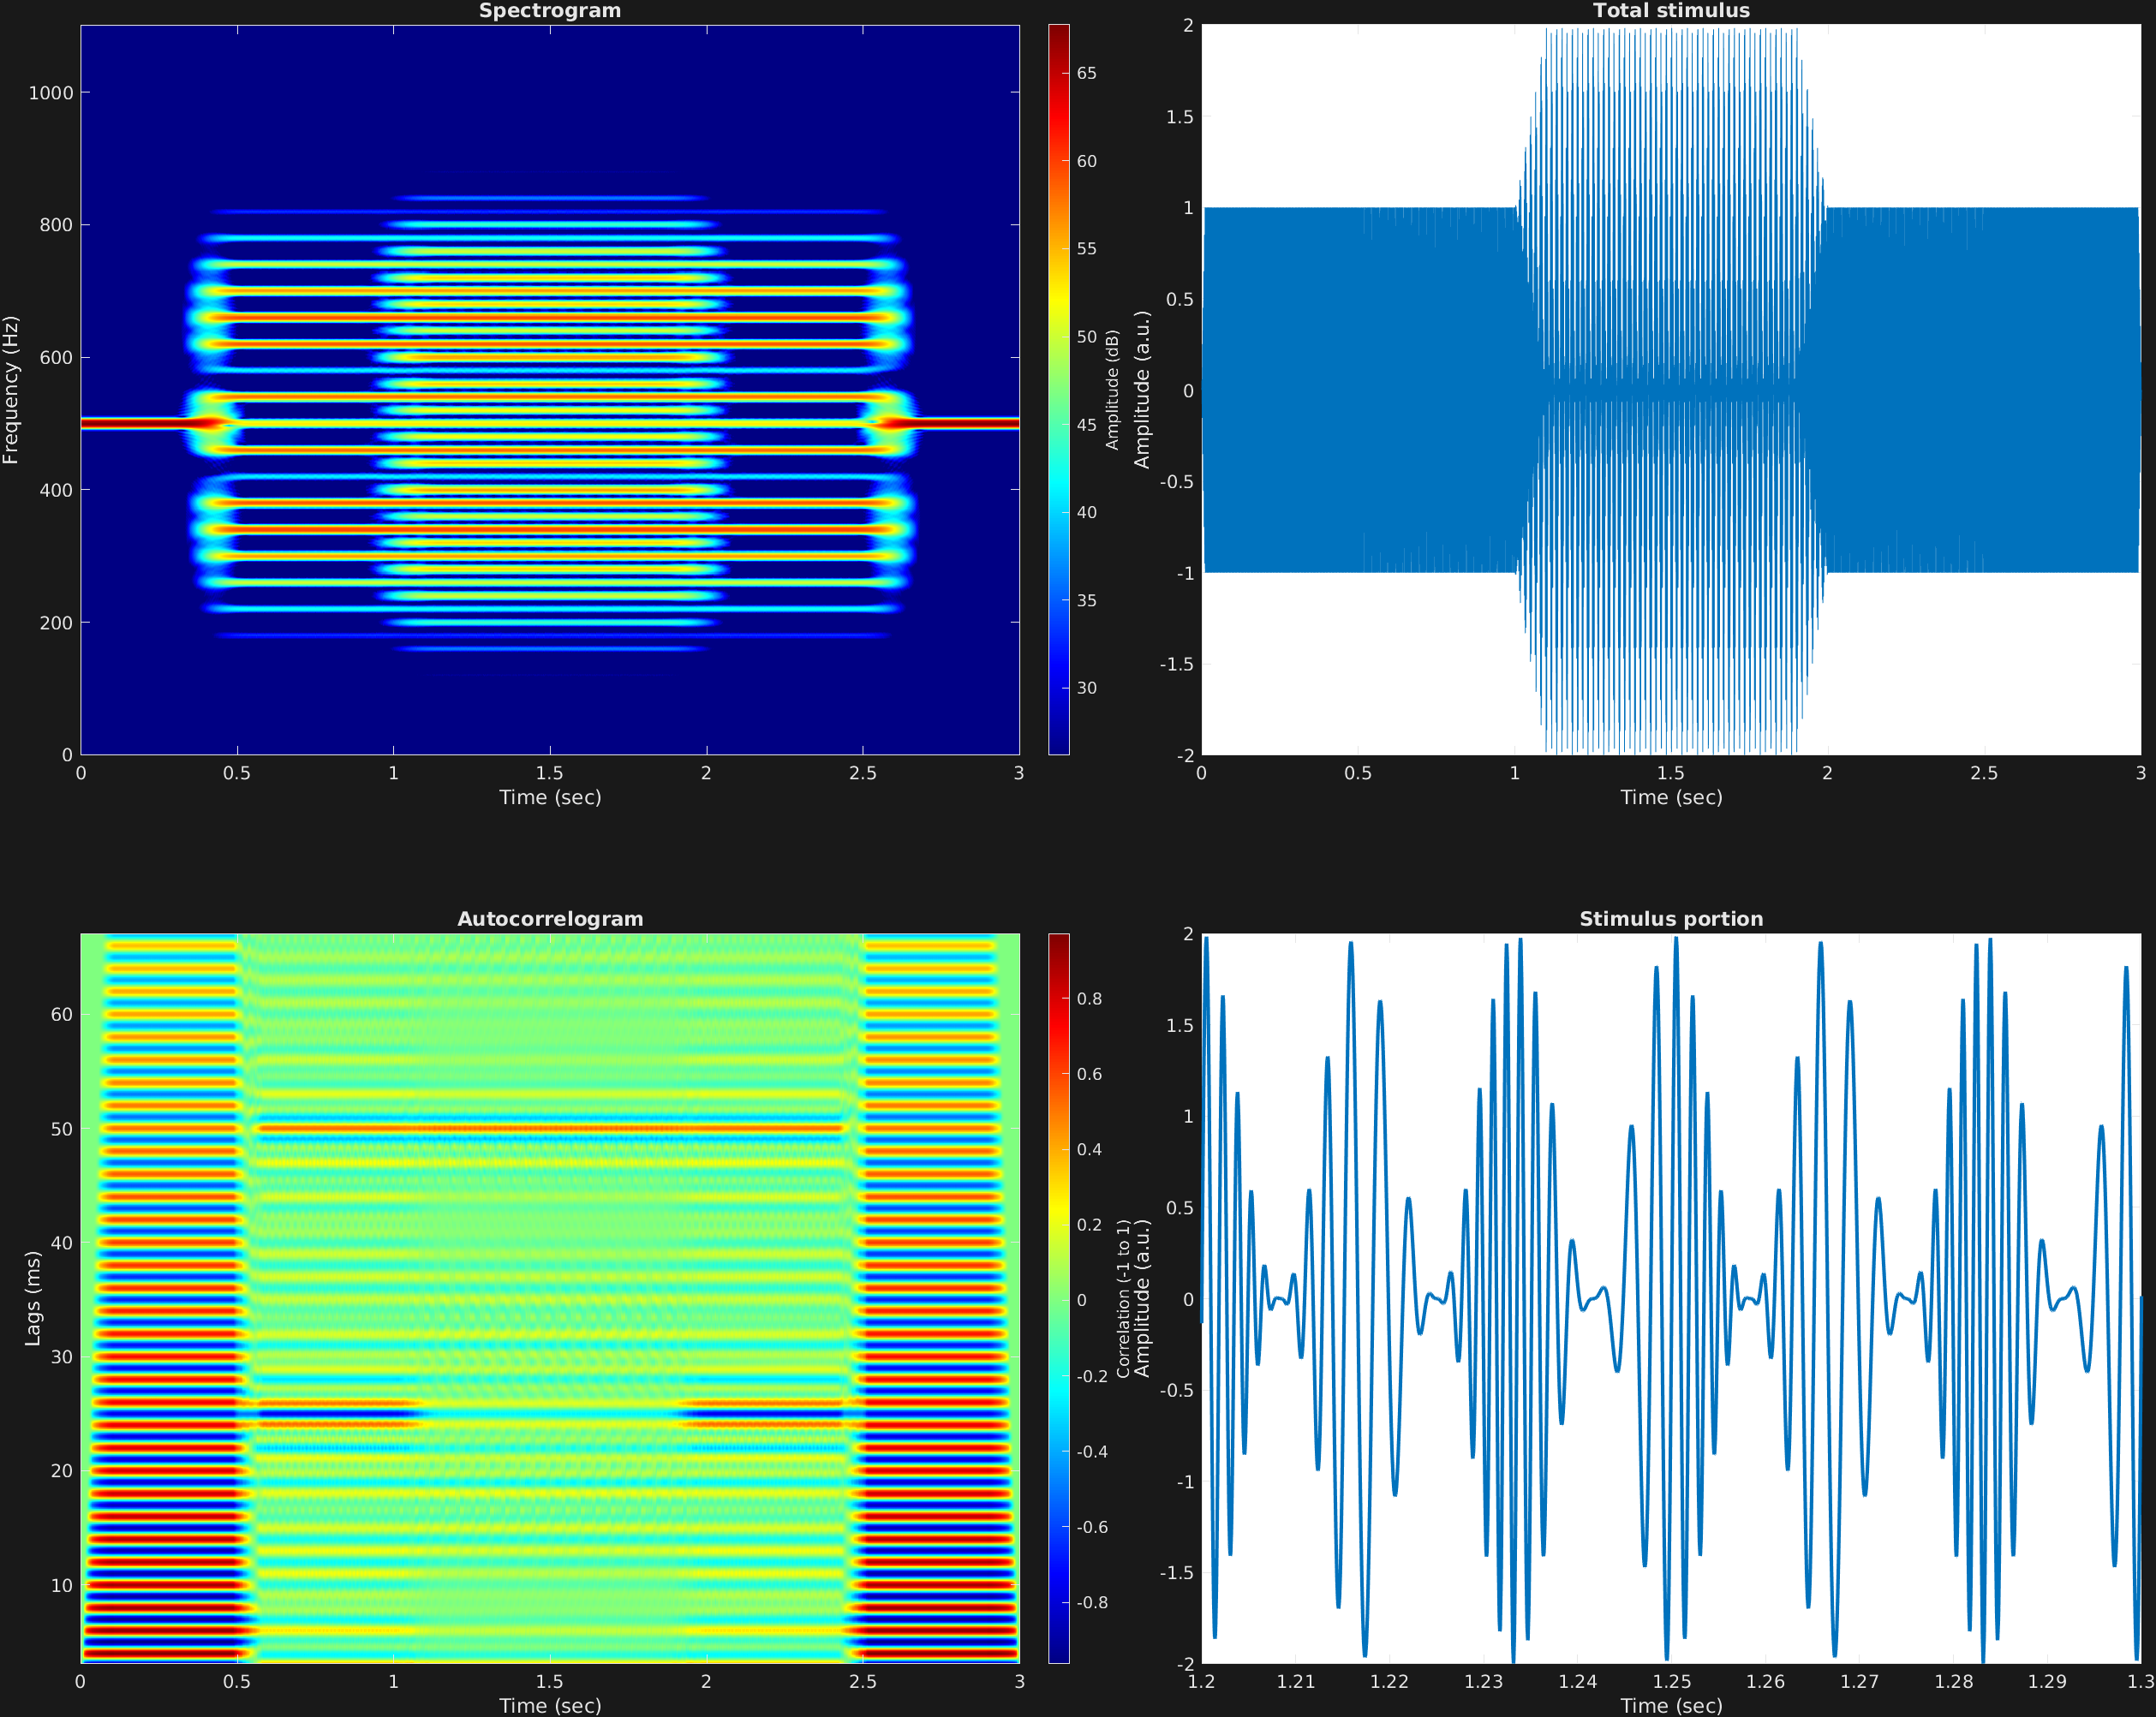 Spectrogram
1000
800
600
400
200
0
Frequency (Hz)
0 0.5 1 1.5 2 2.5 3
Time (sec)
65
60
55
50
45
40
35
30
Amplitude (dB)
Total stimulus
2
1.5
1
0.5
0
-0.5
-1
-1.5
-2
Amplitude (a.u.)
0 0.5 1 1.5 2 2.5 3
Time (sec)
Autocorrelogram
60
50
40
30
20
10
Lags (ms)
0 0.5 1 1.5 2 2.5 3
Time (sec)
0.8
0.6
0.4
0.2
0
-0.2
-0.4
-0.6
-0.8
Correlation (-1 to 1)
Stimulus portion
2
1.5
1
0.5
0
-0.5
-1
-1.5
-2
Amplitude (a.u.)
1.2 1.21 1.22 1.23 1.24 1.25 1.26 1.27 1.28 1.29 1.3
Time (sec)